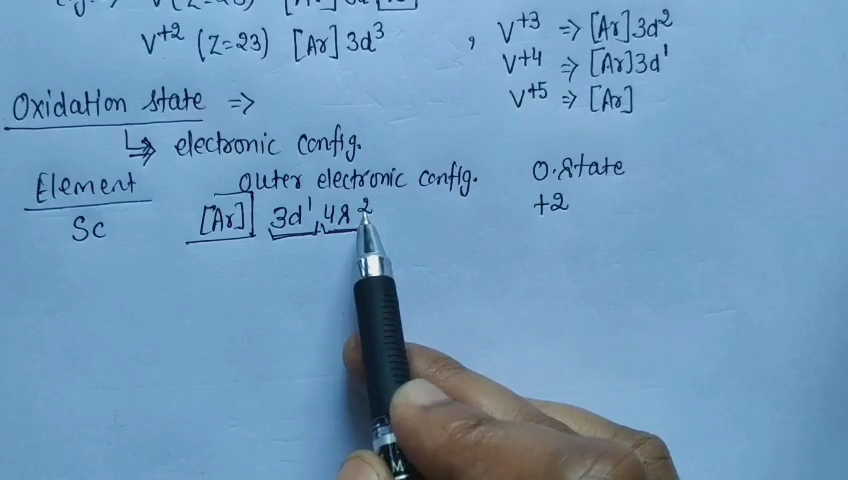 V+2 (Z=23) [Ar] 3d3 , V+3 => [Ar]3d2
V+4 => [Ar]3d1
V+5 => [Ar]
Oxidation state =>
electronic config.
Element outer electronic config. O.State
Sc [Ar] 3d1, 4s2 +2